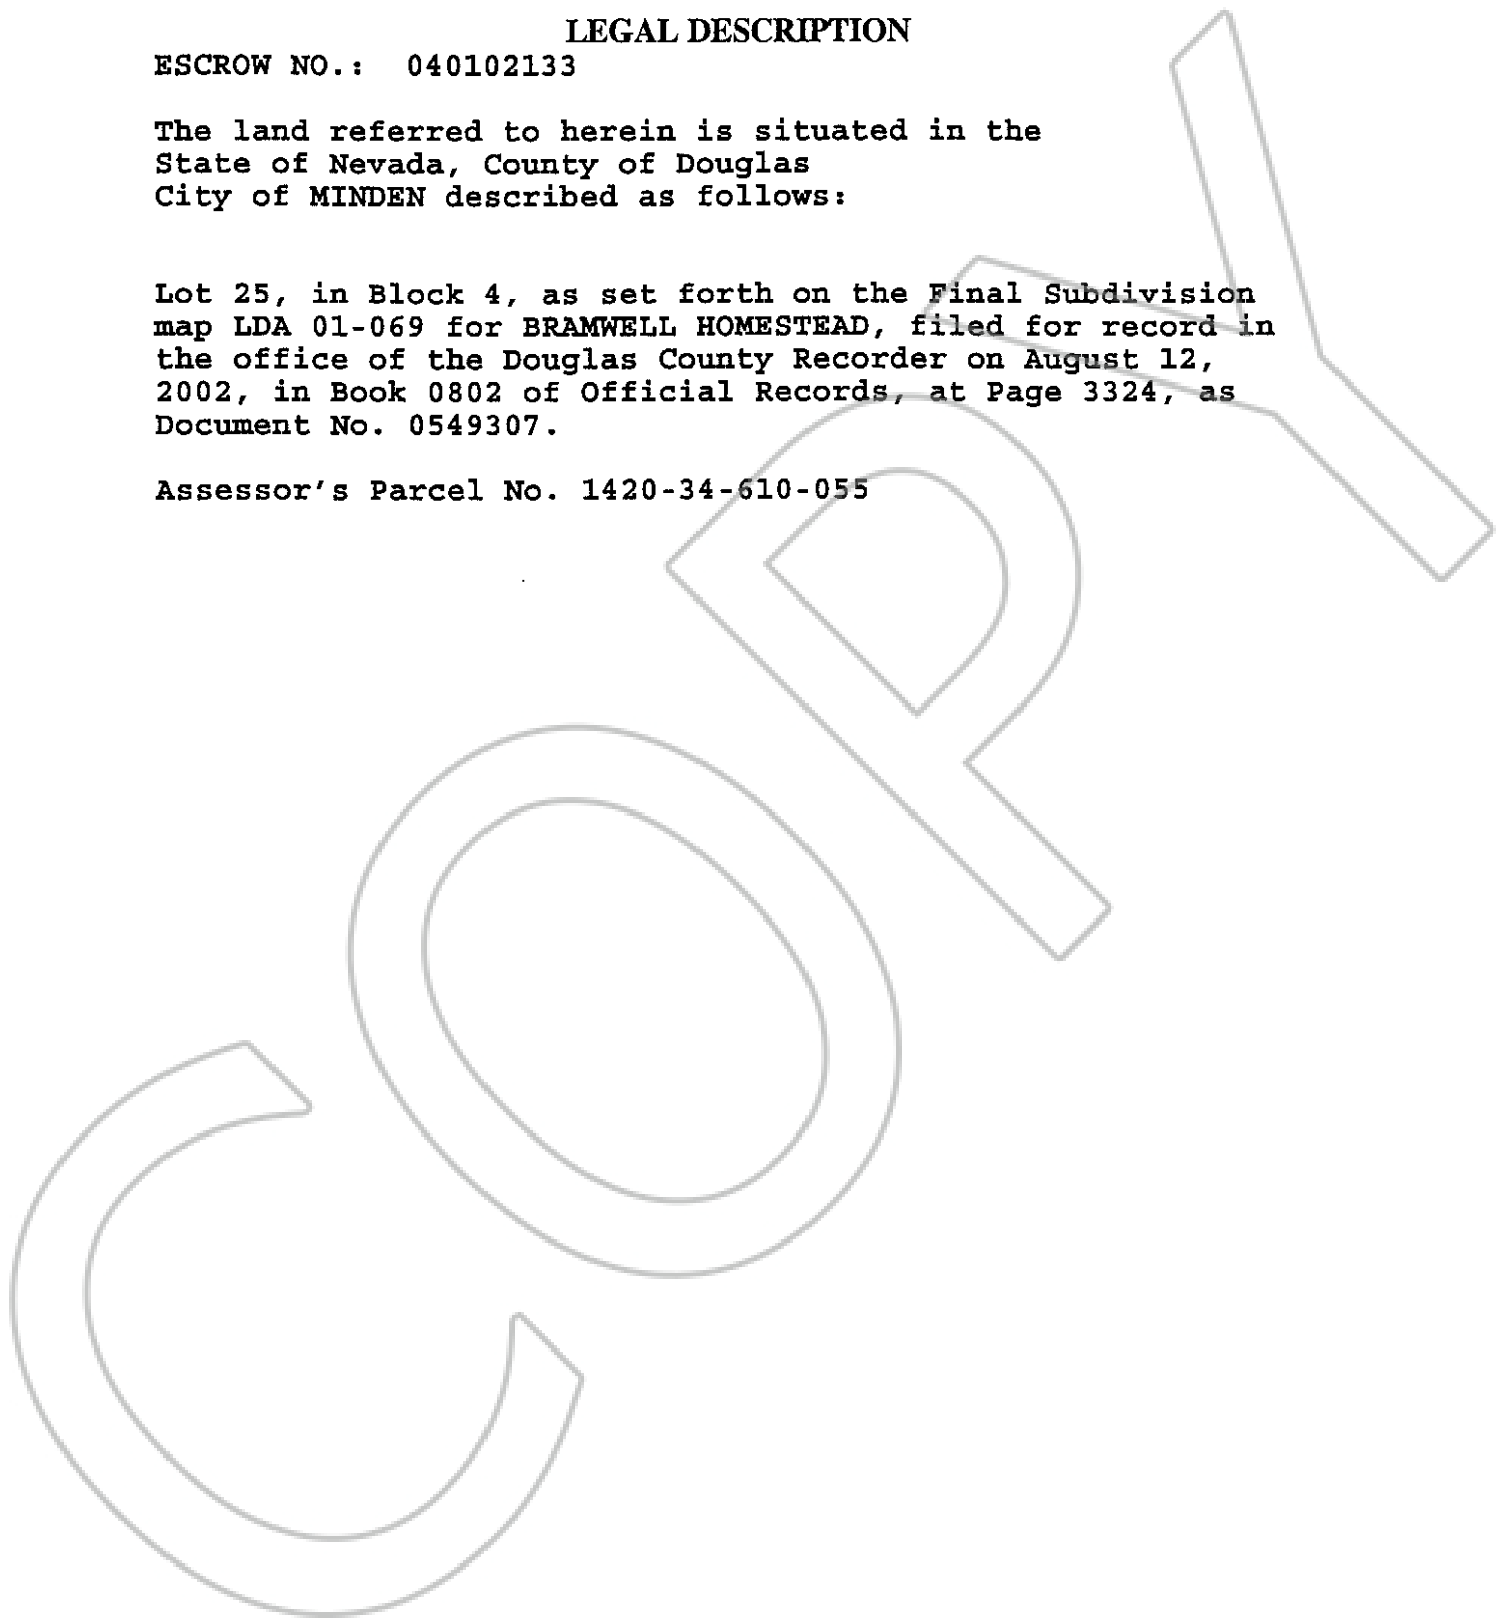 LEGAL DESCRIPTION
ESCROW NO.: 040102133
The land referred to herein is situated in the
State of Nevada, County of Douglas
City of MINDEN described as follows:
Lot 25, in Block 4, as set forth on the Final Subdivision
map LDA 01-069 for BRAMWELL HOMESTEAD, filed for record in
the office of the Douglas County Recorder on August 12,
2002, in Book 0802 of Official Records, at Page 3324, as
Document No. 0549307.
Assessor's Parcel No. 1420-34-610-055
COPY